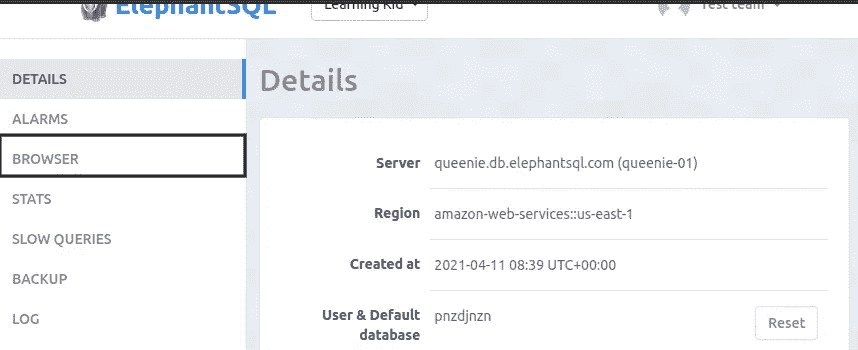 ElephantSQL
Learning Kid
Test team
DETAILS
ALARMS
BROWSER
STATS
SLOW QUERIES
BACKUP
LOG
Details
Server queenie.db.elephantsql.com (queenie-01)
Region amazon-web-services::us-east-1
Created at 2021-04-11 08:39 UTC+00:00
User & Default pnzdjnzn Reset
database